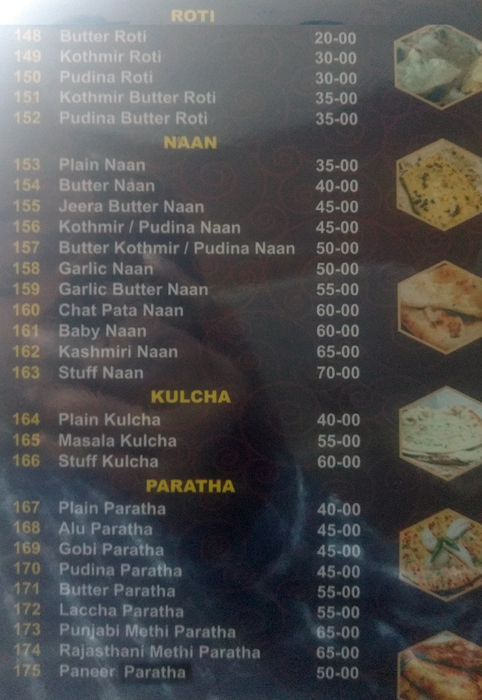 ROTI
148 Butter Roti 20-00
149 Kothmir Roti 30-00
150 Pudina Roti 30-00
151 Kothmir Butter Roti 35-00
152 Pudina Butter Roti 35-00
NAAN
153 Plain Naan 35-00
154 Butter Naan 40-00
155 Jeera Butter Naan 45-00
156 Kothmir / Pudina Naan 45-00
157 Butter Kothmir / Pudina Naan 50-00
158 Garlic Naan 50-00
159 Garlic Butter Naan 55-00
160 Chat Pata Naan 60-00
161 Baby Naan 60-00
162 Kashmiri Naan 65-00
163 Stuff Naan 70-00
KULCHA
164 Plain Kulcha 40-00
165 Masala Kulcha 55-00
166 Stuff Kulcha 60-00
PARATHA
167 Plain Paratha 40-00
168 Alu Paratha 45-00
169 Gobi Paratha 45-00
170 Pudina Paratha 45-00
171 Butter Paratha 55-00
172 Laccha Paratha 55-00
173 Punjabi Methi Paratha 65-00
174 Rajasthani Methi Paratha 65-00
175 Paneer Paratha 50-00